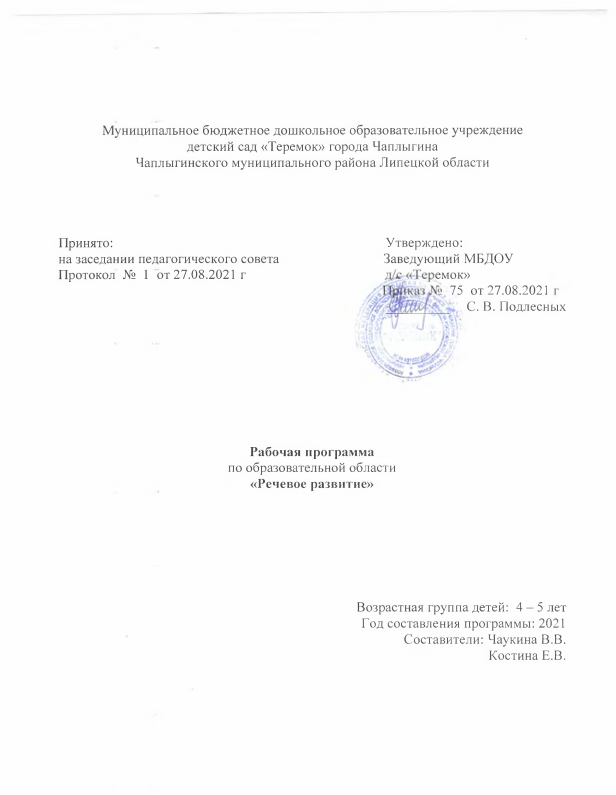 Муниципальное бюджетное дошкольное образовательное учреждение
детский сад «Теремок» города Чаплыгина
Чаплыгинского муниципального района Липецкой области
Принято:
на заседании педагогического совета
Протокол № 1 от 27.08.2021 г
Утверждено:
Заведующий МБДОУ
д/с «Теремок»
Приказ № 75 от 27.08.2021 г
С. В. Подлесных
Рабочая программа
по образовательной области
«Речевое развитие»
Возрастная группа детей: 4 – 5 лет
Год составления программы: 2021
Составители: Чаукина В.В.
Костина Е.В.